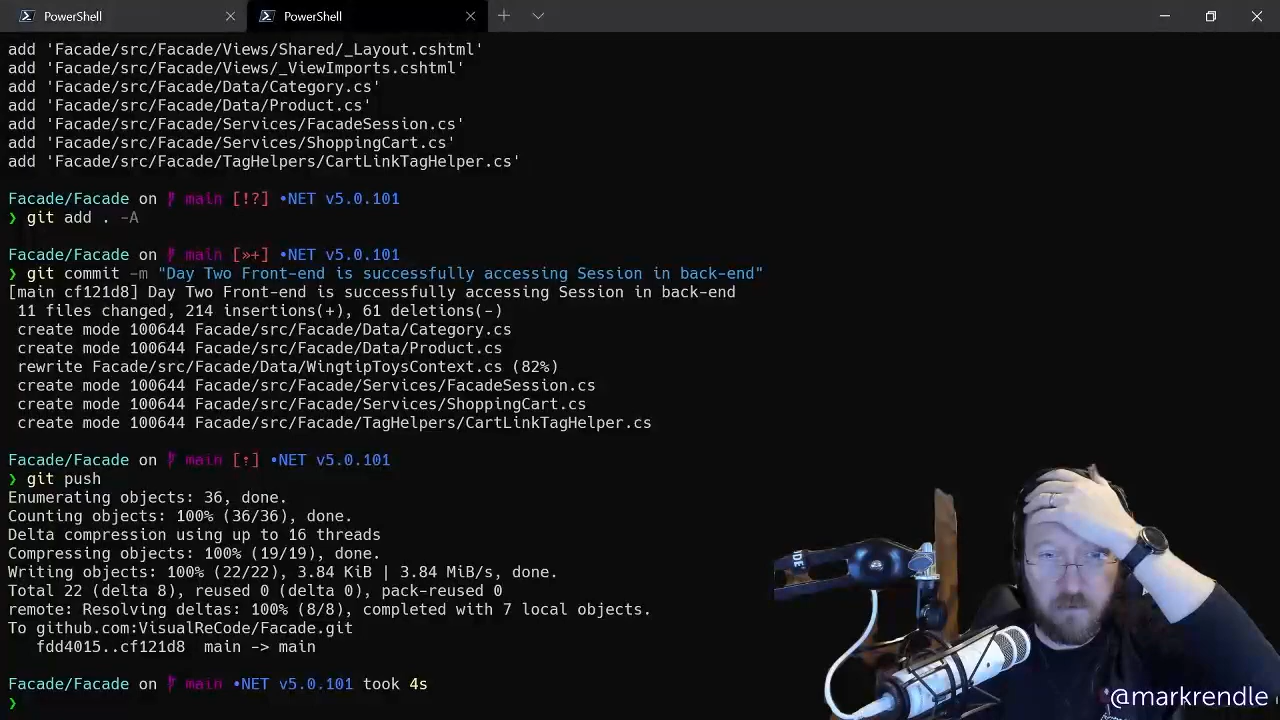 PowerShell
PowerShell
add 'Facade/src/Facade/Views/Shared/_Layout.cshtml'
add 'Facade/src/Facade/Views/_ViewImports.cshtml'
add 'Facade/src/Facade/Data/Category.cs'
add 'Facade/src/Facade/Data/Product.cs'
add 'Facade/src/Facade/Services/FacadeSession.cs'
add 'Facade/src/Facade/Services/ShoppingCart.cs'
add 'Facade/src/Facade/TagHelpers/CartLinkTagHelper.cs'
Facade/Facade on main [!?] •NET v5.0.101
❯ git add . -A
Facade/Facade on main [»+] •NET v5.0.101
❯ git commit -m "Day Two Front-end is successfully accessing Session in back-end"
[main cf121d8] Day Two Front-end is successfully accessing Session in back-end
11 files changed, 214 insertions(+), 61 deletions(-)
create mode 100644 Facade/src/Facade/Data/Category.cs
create mode 100644 Facade/src/Facade/Data/Product.cs
rewrite Facade/src/Facade/Data/WingtipToysContext.cs (82%)
create mode 100644 Facade/src/Facade/Services/FacadeSession.cs
create mode 100644 Facade/src/Facade/Services/ShoppingCart.cs
create mode 100644 Facade/src/Facade/TagHelpers/CartLinkTagHelper.cs
Facade/Facade on main [⇡] •NET v5.0.101
❯ git push
Enumerating objects: 36, done.
Counting objects: 100% (36/36), done.
Delta compression using up to 16 threads
Compressing objects: 100% (19/19), done.
Writing objects: 100% (22/22), 3.84 KiB | 3.84 MiB/s, done.
Total 22 (delta 8), reused 0 (delta 0), pack-reused 0
remote: Resolving deltas: 100% (8/8), completed with 7 local objects.
To github.com:VisualReCode/Facade.git
fdd4015..cf121d8 main -> main
Facade/Facade on main •NET v5.0.101 took 4s
❯
RØDE
@markrendle